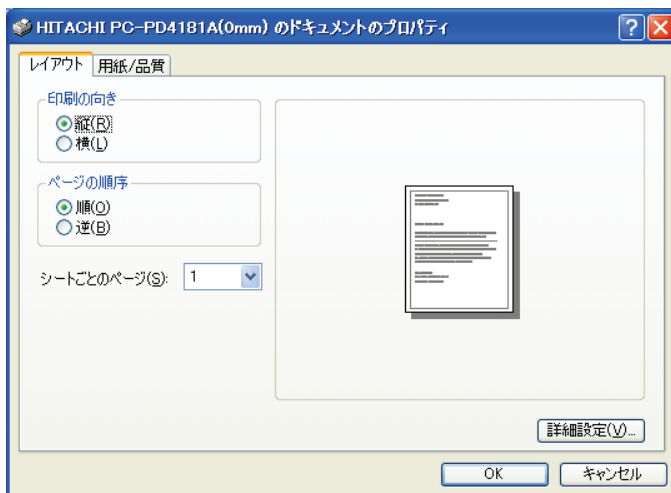 HITACHI PC-PD4181A(0mm) のドキュメントのプロパティ
レイアウト 用紙/品質
印刷の向き
縦(R)
横(L)
ページの順序
順(O)
逆(B)
シートごとのページ(S): 1
詳細設定(V)...
OK キャンセル